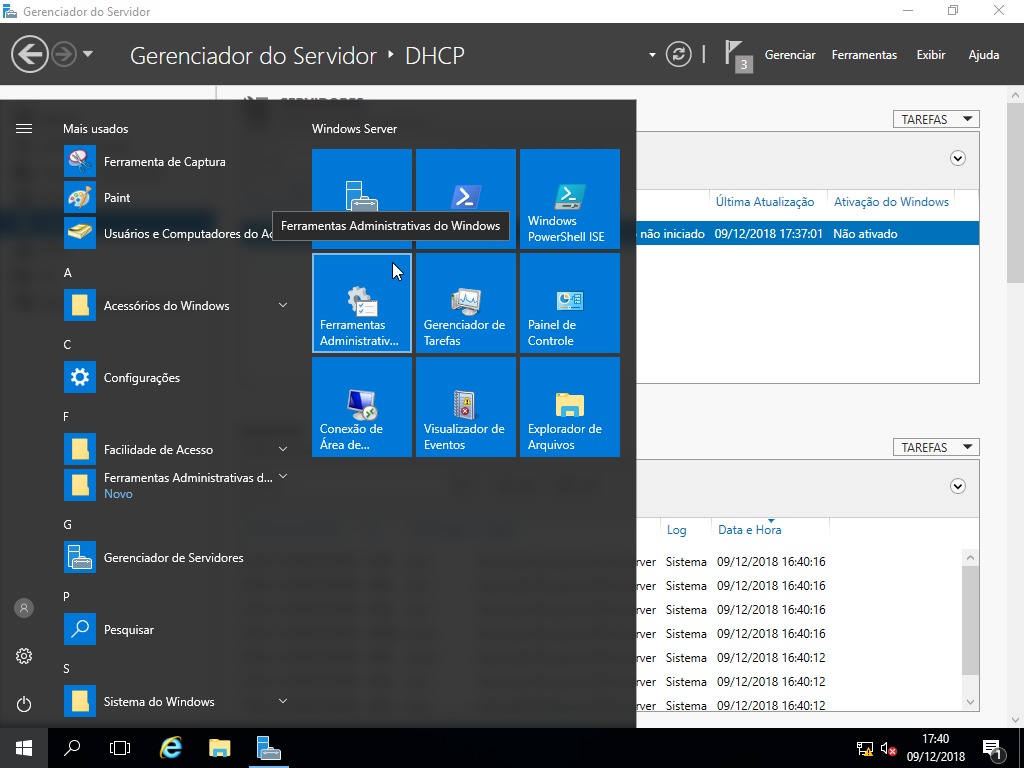 Gerenciador do Servidor
Gerenciador do Servidor • DHCP
3
Gerenciar
Ferramentas
Exibir
Ajuda
SERVIDORES
TAREFAS
Última Atualização
Ativação do Windows
não iniciado
09/12/2018 17:37:01
Não ativado
Mais usados
Ferramenta de Captura
Paint
Usuários e Computadores do Ac
A
Acessórios do Windows
C
Configurações
F
Facilidade de Acesso
Ferramentas Administrativas d...
Novo
G
Gerenciador de Servidores
P
Pesquisar
S
Sistema do Windows
Windows Server
Ferramentas Administrativas do Windows
Windows
PowerShell ISE
Ferramentas
Administrativ...
Gerenciador de
Tarefas
Painel de
Controle
Conexão de
Área de...
Visualizador de
Eventos
Explorador de
Arquivos
TAREFAS
Log
Data e Hora
rver Sistema 09/12/2018 16:40:16
rver Sistema 09/12/2018 16:40:16
rver Sistema 09/12/2018 16:40:16
rver Sistema 09/12/2018 16:40:16
rver Sistema 09/12/2018 16:40:12
rver Sistema 09/12/2018 16:40:12
rver Sistema 09/12/2018 16:40:12
17:40
09/12/2018
1